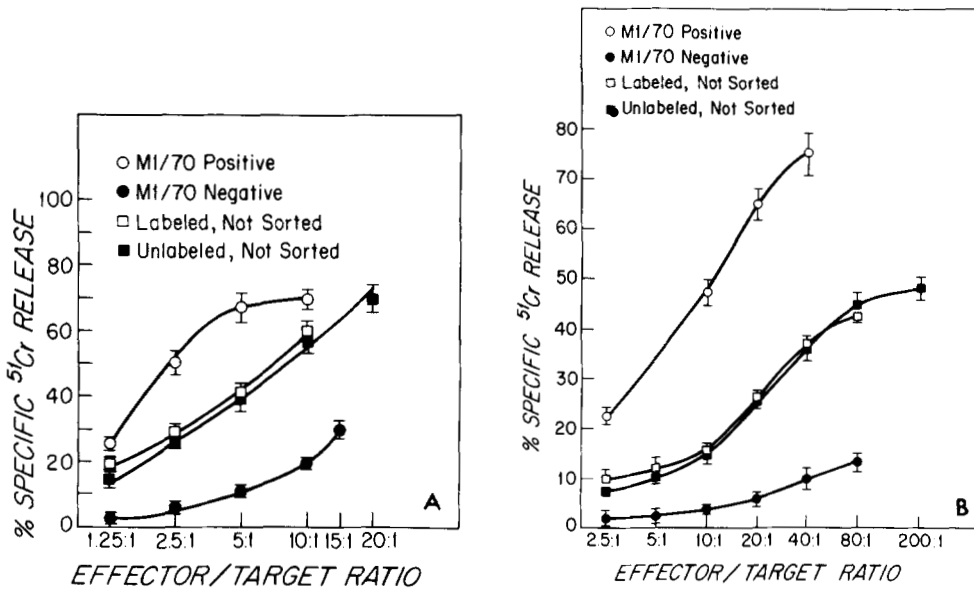 M1/70 Positive
M1/70 Negative
Labeled, Not Sorted
Unlabeled, Not Sorted
% SPECIFIC ⁵¹Cr RELEASE
100
80
60
40
20
0
1.25:1 2.5:1 5:1 10:1 15:1 20:1
EFFECTOR/TARGET RATIO
A
M1/70 Positive
M1/70 Negative
Labeled, Not Sorted
Unlabeled, Not Sorted
% SPECIFIC ⁵¹Cr RELEASE
80
70
60
50
40
30
20
10
0
2.5:1 5:1 10:1 20:1 40:1 80:1 200:1
EFFECTOR/TARGET RATIO
B